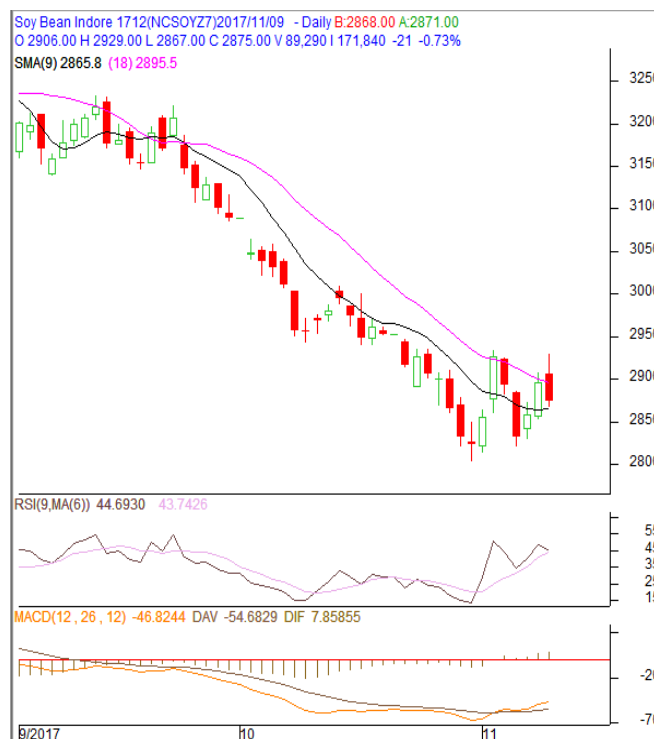 Soy Bean Indore 1712(NCSOYZ7)2017/11/09 - Daily B:2868.00 A:2871.00
O 2906.00 H 2929.00 L 2867.00 C 2875.00 V 89,290 I 171,840 -21 -0.73%
SMA(9) 2865.8 (18) 2895.5
3250
3200
3150
3100
3050
3000
2950
2900
2850
2800
RSI(9,MA(6)) 44.6930 43.7426
55
45
35
25
15
MACD(12 , 26 , 12) -46.8244 DAV -54.6829 DIF 7.85855
-20
-70
9/2017 10 11